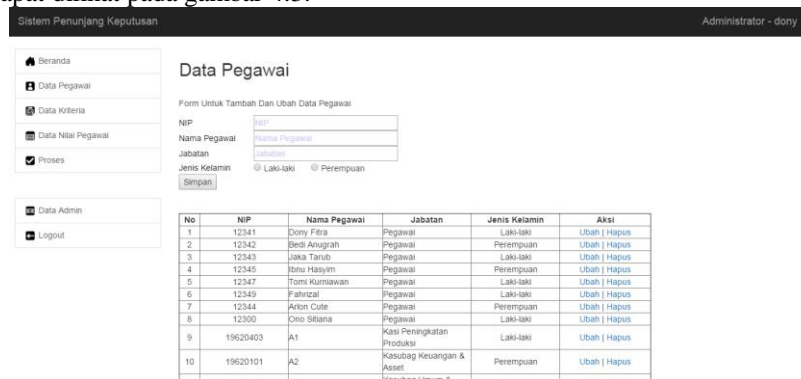 dapat dilihat pada gambar 4.3.
Sistem Penunjang Keputusan
Administrator - dony
Beranda
Data Pegawai
Data Kriteria
Data Nilai Pegawai
Proses
Data Admin
Logout
Data Pegawai
Form Untuk Tambah Dan Ubah Data Pegawai
NIP NIP
Nama Pegawai Nama Pegawai
Jabatan Jabatan
Jenis Kelamin Laki-laki Perempuan
Simpan
No NIP Nama Pegawai Jabatan Jenis Kelamin Aksi
1 12341 Dony Fitra Pegawai Laki-laki Ubah | Hapus
2 12342 Bedi Anugrah Pegawai Perempuan Ubah | Hapus
3 12343 Jaka Tarub Pegawai Laki-laki Ubah | Hapus
4 12345 Ibnu Hasyim Pegawai Perempuan Ubah | Hapus
5 12347 Tomi Kurniawan Pegawai Laki-laki Ubah | Hapus
6 12349 Fahrizal Pegawai Laki-laki Ubah | Hapus
7 12344 Arlon Cute Pegawai Perempuan Ubah | Hapus
8 12300 Ono Sitiana Pegawai Laki-laki Ubah | Hapus
9 19620403 A1 Kasi Peningkatan Produksi Laki-laki Ubah | Hapus
10 19620101 A2 Kasubag Keuangan & Asset Perempuan Ubah | Hapus
Kasubag Umum &